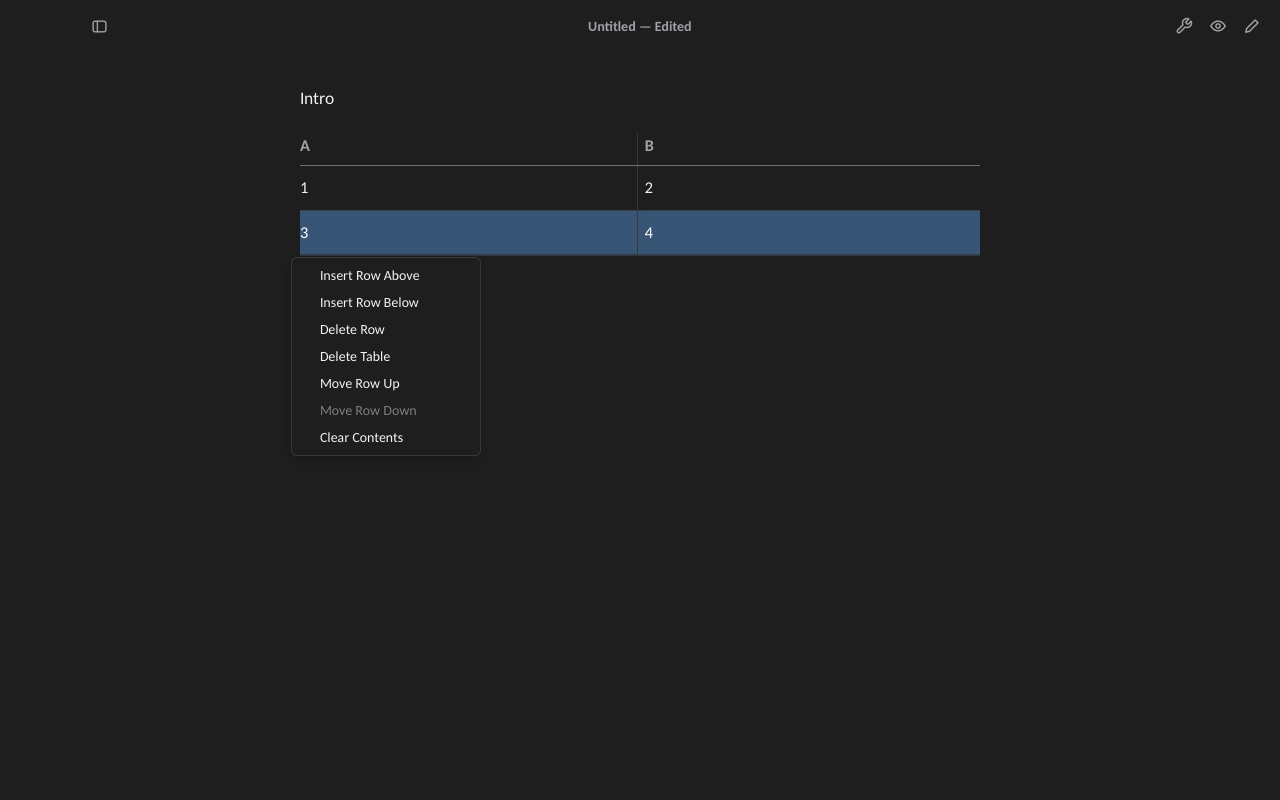 Untitled — Edited
Intro
A B
1 2
3 4
Insert Row Above
Insert Row Below
Delete Row
Delete Table
Move Row Up
Move Row Down
Clear Contents